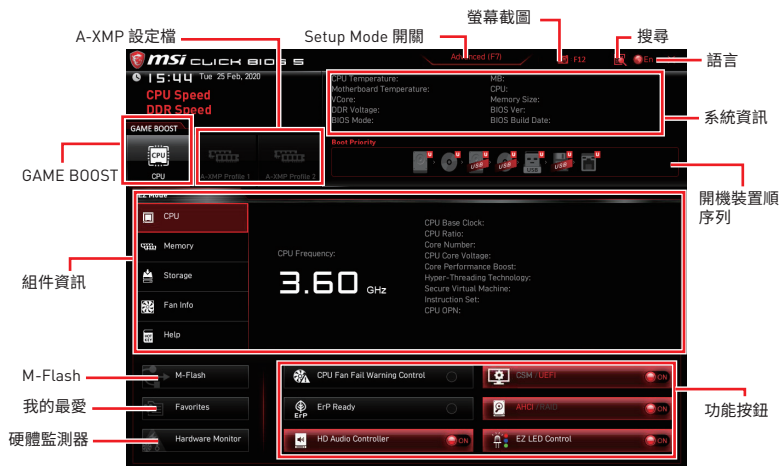 螢幕截圖
A-XMP 設定檔
Setup Mode 開關
搜尋
語言
系統資訊
GAME BOOST
開機裝置順
序列
組件資訊
M-Flash
我的最愛
硬體監測器
功能按鈕
msi CLICK BIOS 5
Advanced (F7)
F12
En
15:44 Tue 25 Feb, 2020
CPU Speed
DDR Speed
CPU Temperature:
Motherboard Temperature:
VCore:
DDR Voltage:
BIOS Mode:
MB:
CPU:
Memory Size:
BIOS Ver:
BIOS Build Date:
GAME BOOST
CPU
CPU
A-XMP Profile 1
A-XMP Profile 2
Boot Priority
U
U
U
U
U
U
U
USB
USB
USB
USB
EZ Mode
CPU
Memory
Storage
Fan Info
Help
CPU Frequency:
3.60 GHz
CPU Base Clock:
CPU Ratio:
Core Number:
CPU Core Voltage:
Core Performance Boost:
Hyper-Threading Technology:
Secure Virtual Machine:
Instruction Set:
CPU OPN:
M-Flash
Favorites
Hardware Monitor
CPU Fan Fail Warning Control
ErP
ErP Ready
HD Audio Controller
ON
CSM /UEFI
ON
AHCI /RAID
ON
EZ LED Control
ON